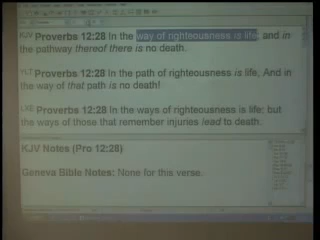 KJV Proverbs 12:28 In the way of righteousness is life; and in
the pathway thereof there is no death.
YLT Proverbs 12:28 In the path of righteousness is life, And in
the way of that path is no death!
LXE Proverbs 12:28 In the ways of righteousness is life; but
the ways of those that remember injuries lead to death.
KJV Notes (Pro 12:28)
Geneva Bible Notes: None for this verse.